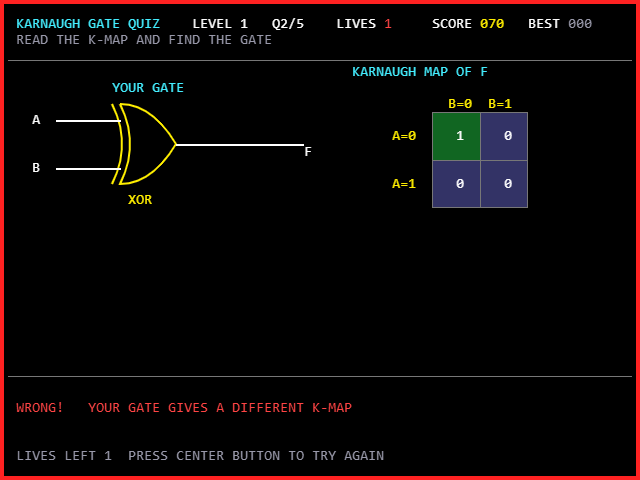 KARNAUGH GATE QUIZ LEVEL 1 Q2/5 LIVES 1 SCORE 070 BEST 000
READ THE K-MAP AND FIND THE GATE
KARNAUGH MAP OF F
YOUR GATE
B=0 B=1
A
A=0 1 0
F
B
A=1 0 0
XOR
WRONG! YOUR GATE GIVES A DIFFERENT K-MAP
LIVES LEFT 1 PRESS CENTER BUTTON TO TRY AGAIN